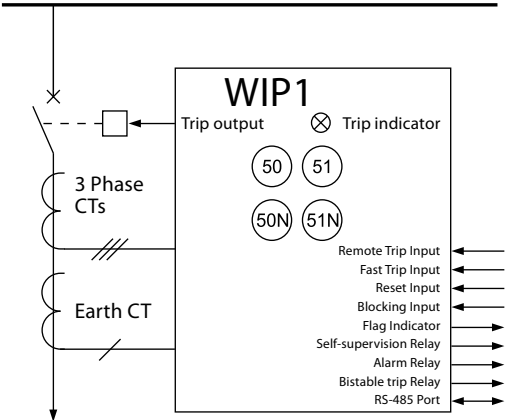 WIP1
Trip output
Trip indicator
50
51
3 Phase
CTs
50N
51N
Remote Trip Input
Fast Trip Input
Reset Input
Blocking Input
Earth CT
Flag Indicator
Self-supervision Relay
Alarm Relay
Bistable trip Relay
RS-485 Port